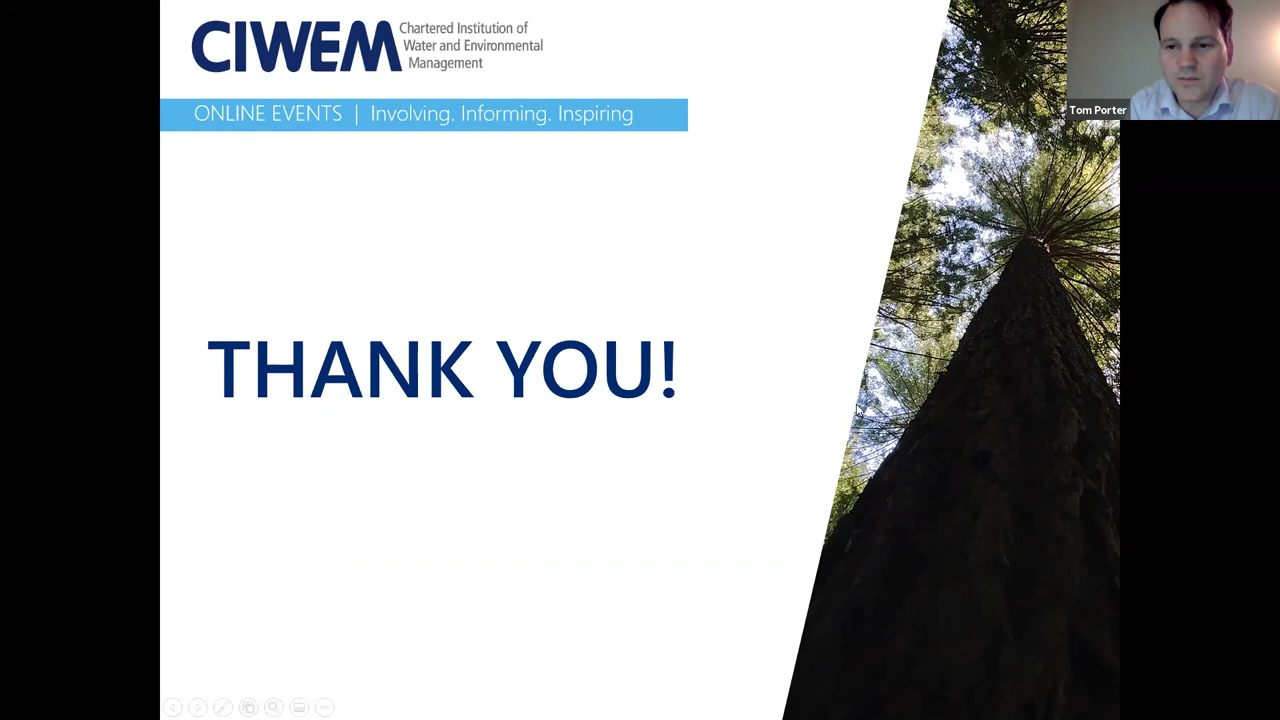 CIWEM
Chartered Institution of
Water and Environmental
Management
ONLINE EVENTS | Involving. Informing. Inspiring
Tom Porter
THANK YOU!